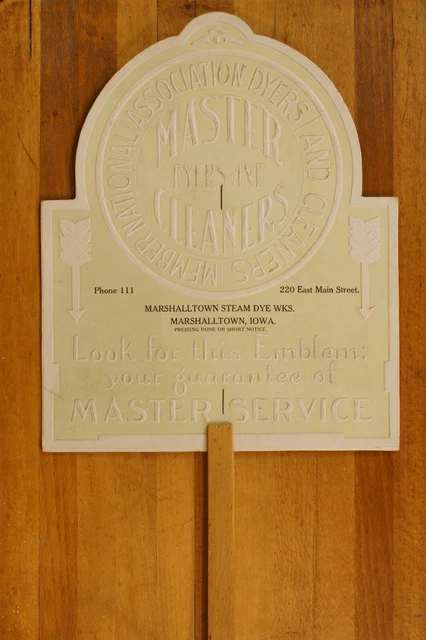 MEMBER NATIONAL ASSOCIATION DYERS AND CLEANERS
MASTER
DYERS AND
CLEANERS
Phone 111
220 East Main Street.
MARSHALLTOWN STEAM DYE WKS.
MARSHALLTOWN, IOWA.
PRESSING DONE ON SHORT NOTICE.
Look for this Emblem:
your guarantee of
MASTER SERVICE